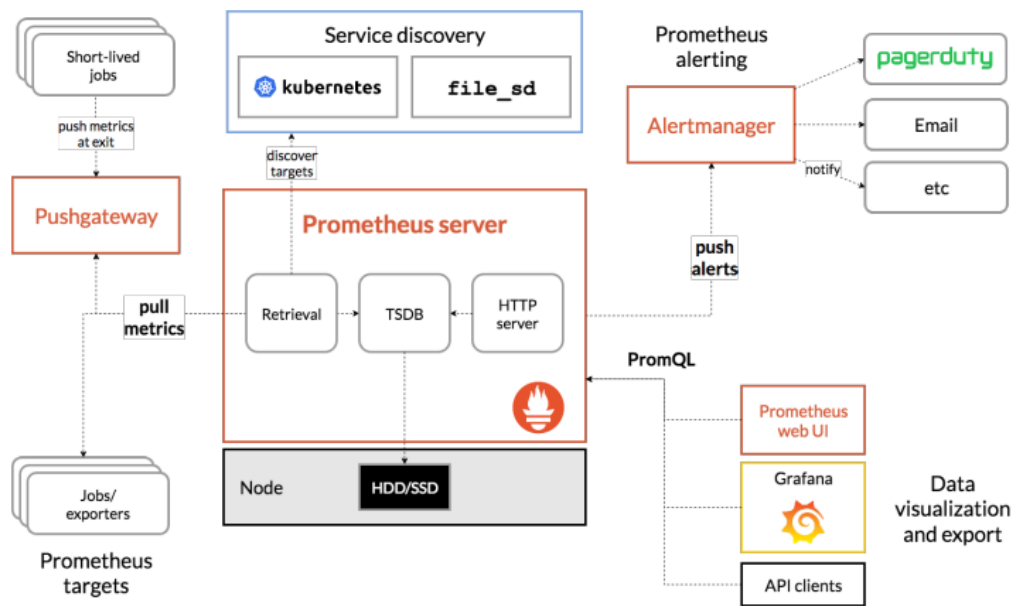 Short-lived
jobs
push metrics
at exit
Pushgateway
pull
metrics
Jobs/
exporters
Prometheus
targets
Service discovery
kubernetes
file_sd
discover
targets
Prometheus server
Retrieval
TSDB
HTTP
server
Node
HDD/SSD
Prometheus
alerting
Alertmanager
pagerduty
Email
notify
etc
push
alerts
PromQL
Prometheus
web UI
Grafana
API clients
Data
visualization
and export